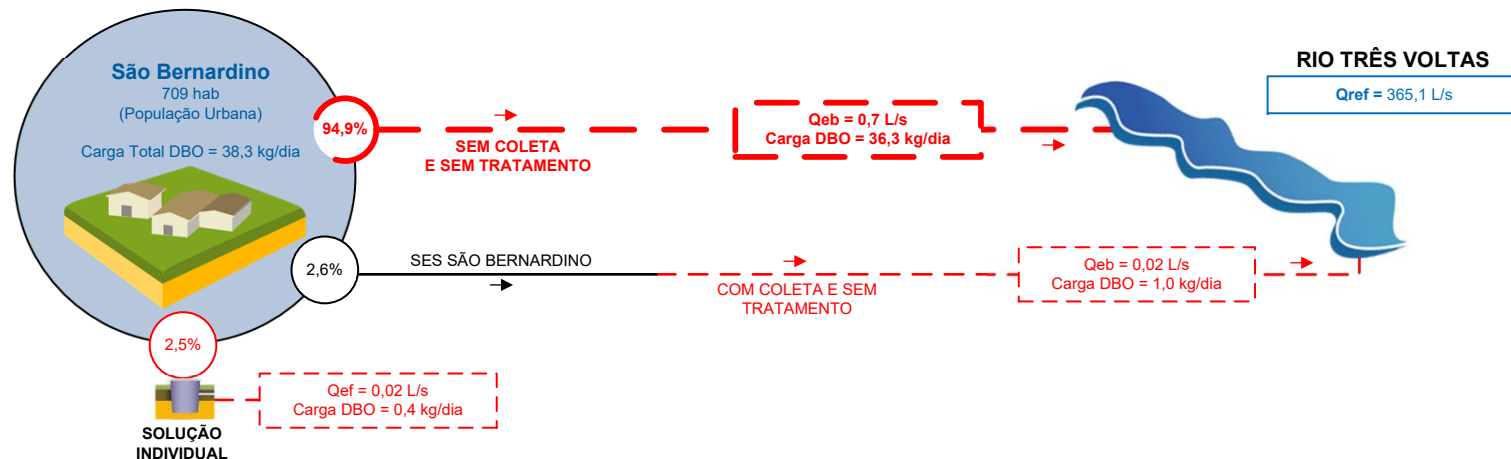 São Bernardino
709 hab
(População Urbana)
Carga Total DBO = 38,3 kg/dia
94,9%
SEM COLETA
E SEM TRATAMENTO
Qeb = 0,7 L/s
Carga DBO = 36,3 kg/dia
RIO TRÊS VOLTAS
Qref = 365,1 L/s
2,6%
SES SÃO BERNARDINO
COM COLETA E SEM
TRATAMENTO
Qeb = 0,02 L/s
Carga DBO = 1,0 kg/dia
2,5%
Qef = 0,02 L/s
Carga DBO = 0,4 kg/dia
SOLUÇÃO
INDIVIDUAL